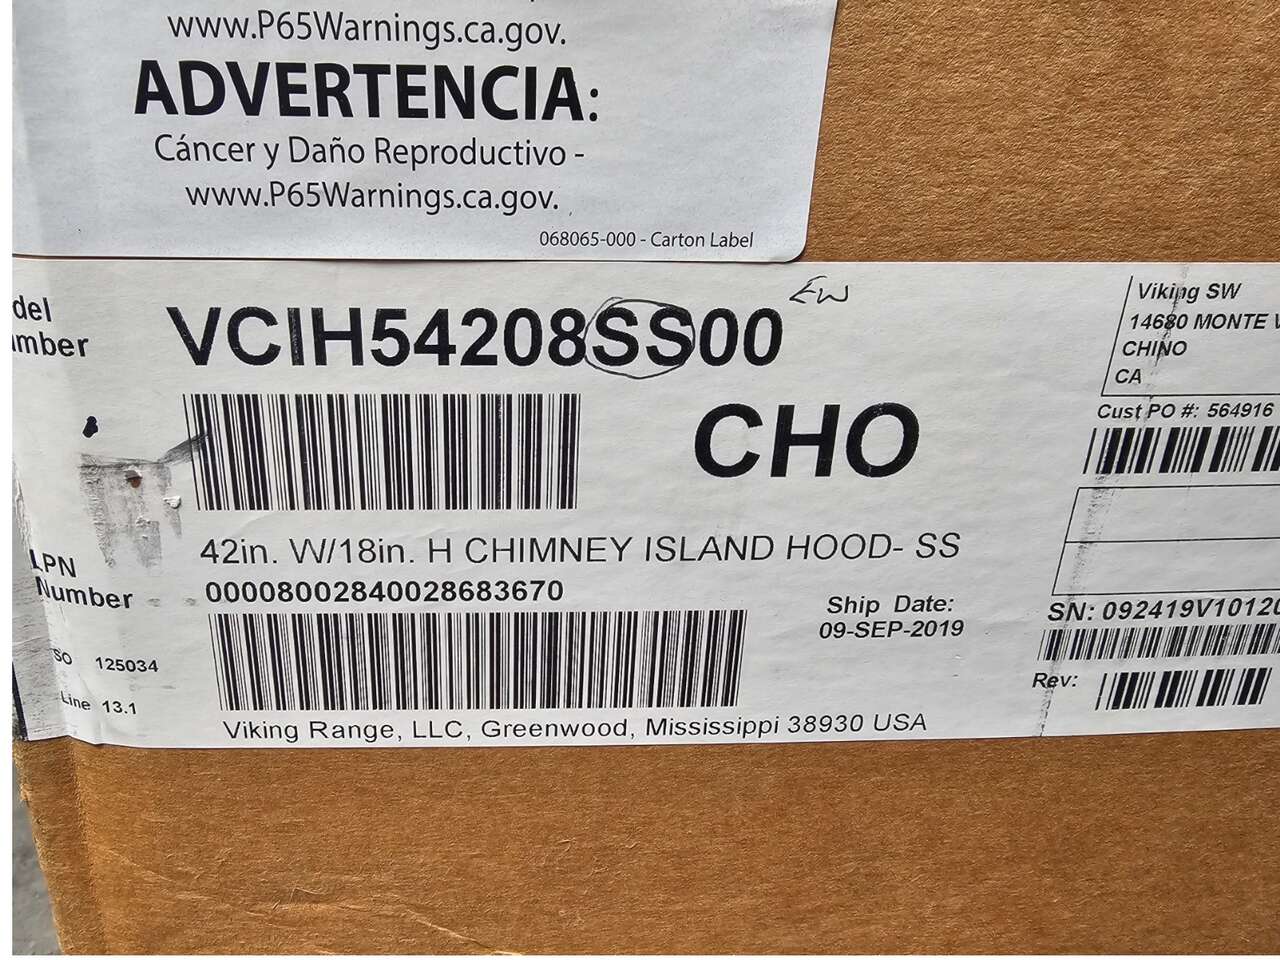 www.P65Warnings.ca.gov.
ADVERTENCIA:
Cáncer y Daño Reproductivo -
www.P65Warnings.ca.gov.
068065-000 - Carton Label
del
mber
VCIH54208SS00
EW
CHO
42in. W/18in. H CHIMNEY ISLAND HOOD- SS
LPN
Number
00008002840028683670
Ship Date:
09-SEP-2019
SO 125034
Line 13.1
Viking Range, LLC, Greenwood, Mississippi 38930 USA
Viking SW
14680 MONTE
CHINO
CA
Cust PO #: 564916
SN: 092419V10120
Rev: